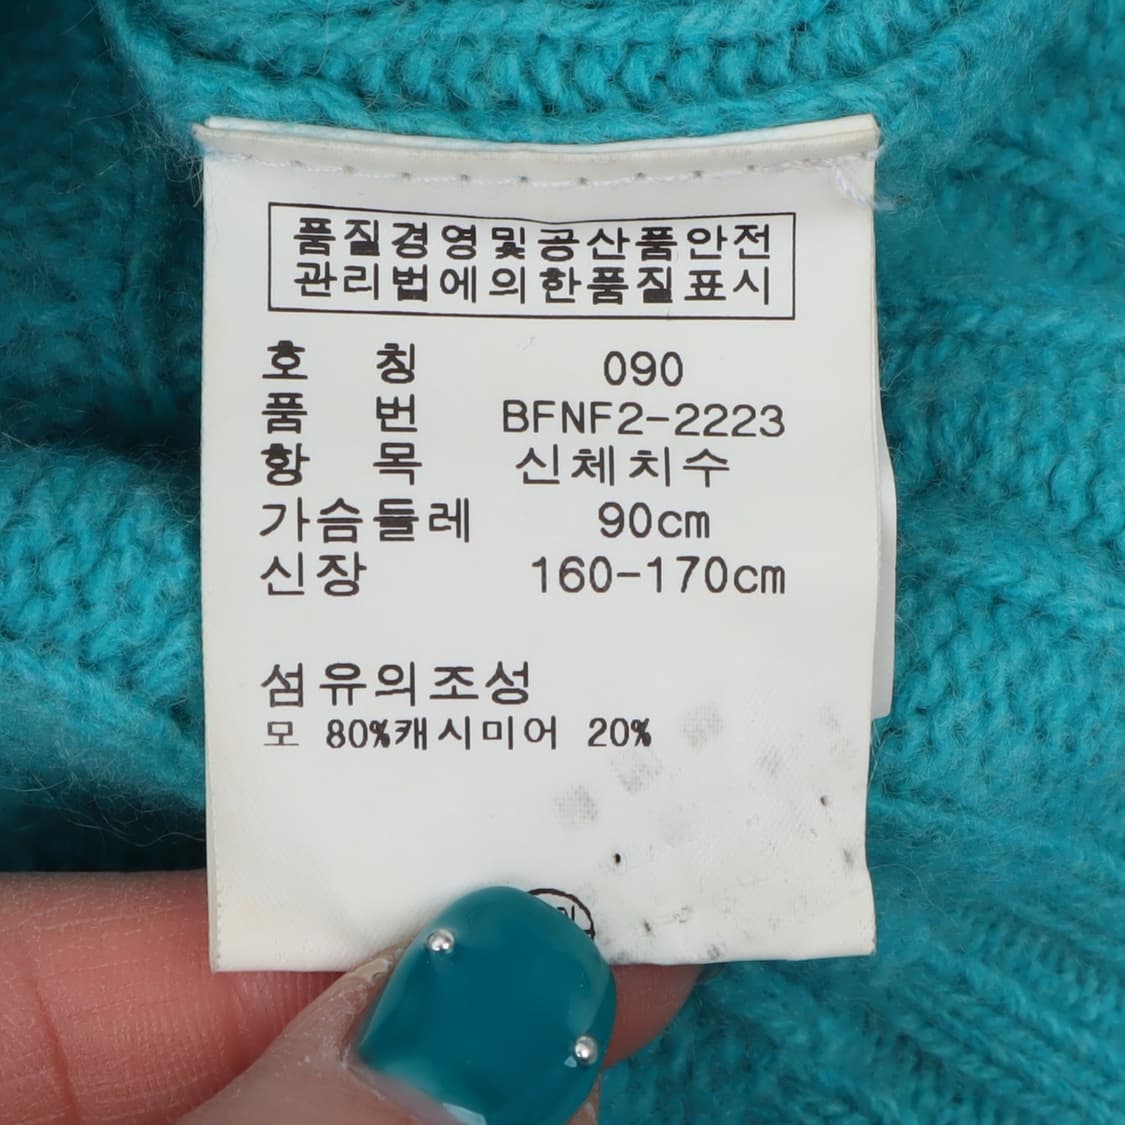 품질경영및공산품안전
관리법에의한품질표시
호 칭 090
품 번 BFNF2-2223
항 목 신체치수
가슴둘레 90cm
신장 160-170cm
섬유의조성
모 80%캐시미어 20%